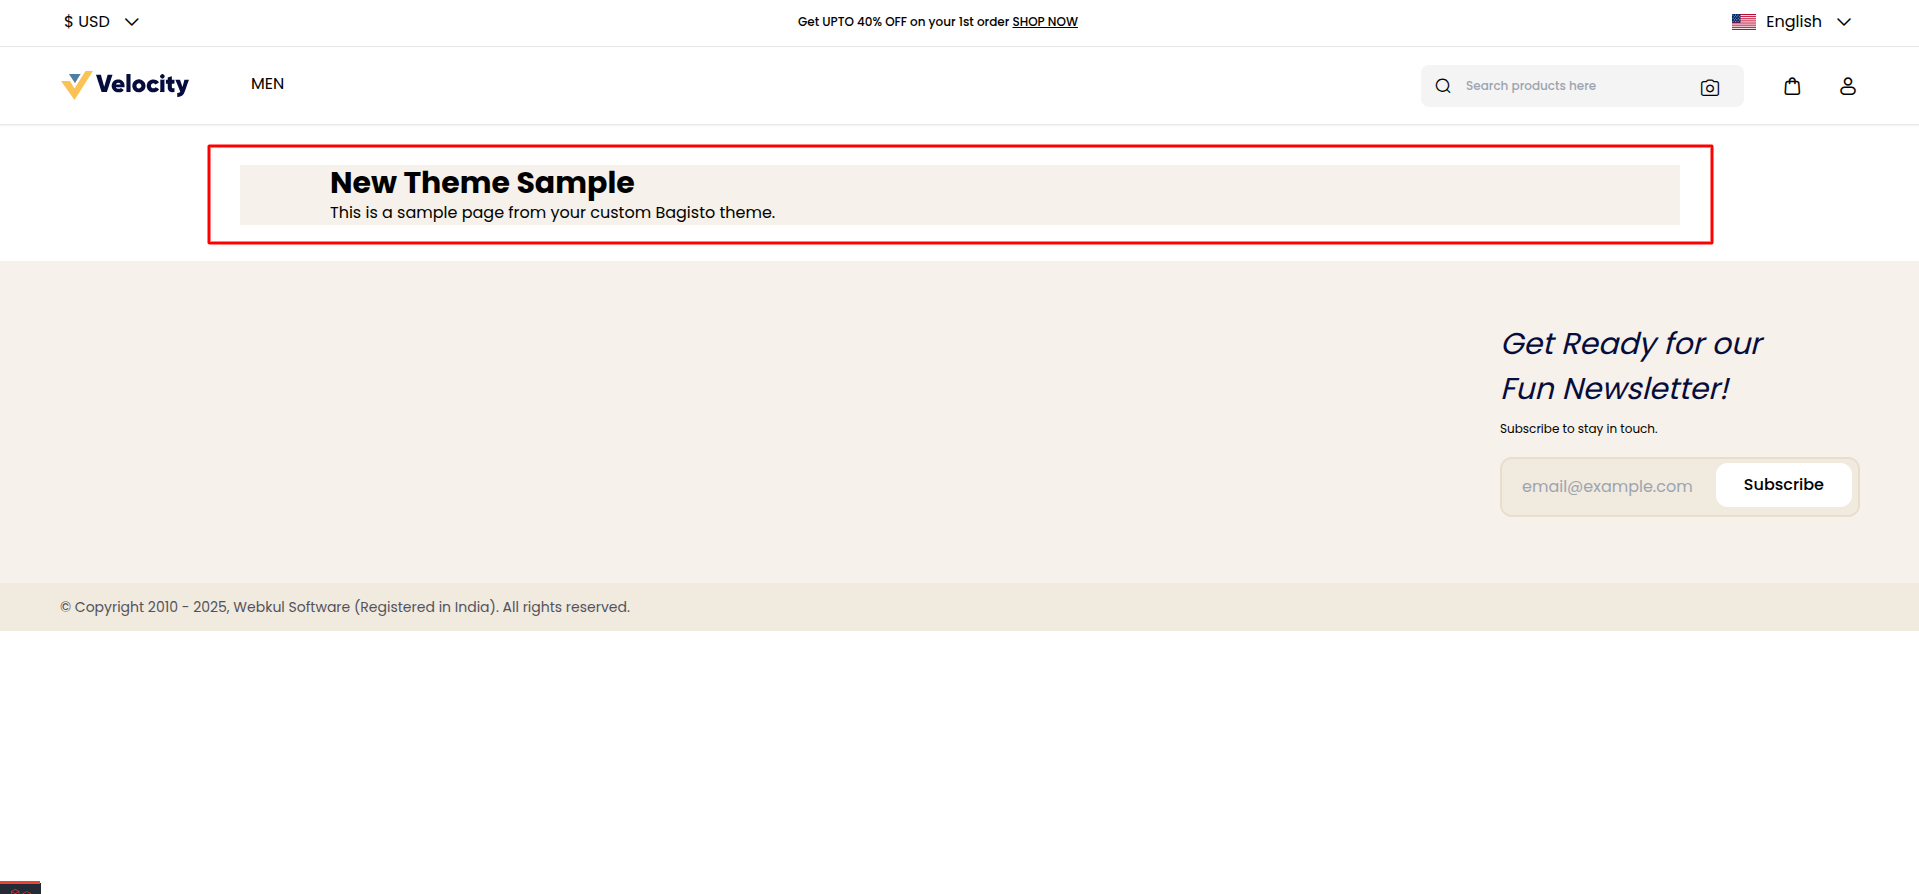 $ USD
Get UPTO 40% OFF on your 1st order SHOP NOW
English
Velocity
MEN
Search products here
New Theme Sample
This is a sample page from your custom Bagisto theme.
Get Ready for our
Fun Newsletter!
Subscribe to stay in touch.
email@example.com
Subscribe
© Copyright 2010 - 2025, Webkul Software (Registered in India). All rights reserved.